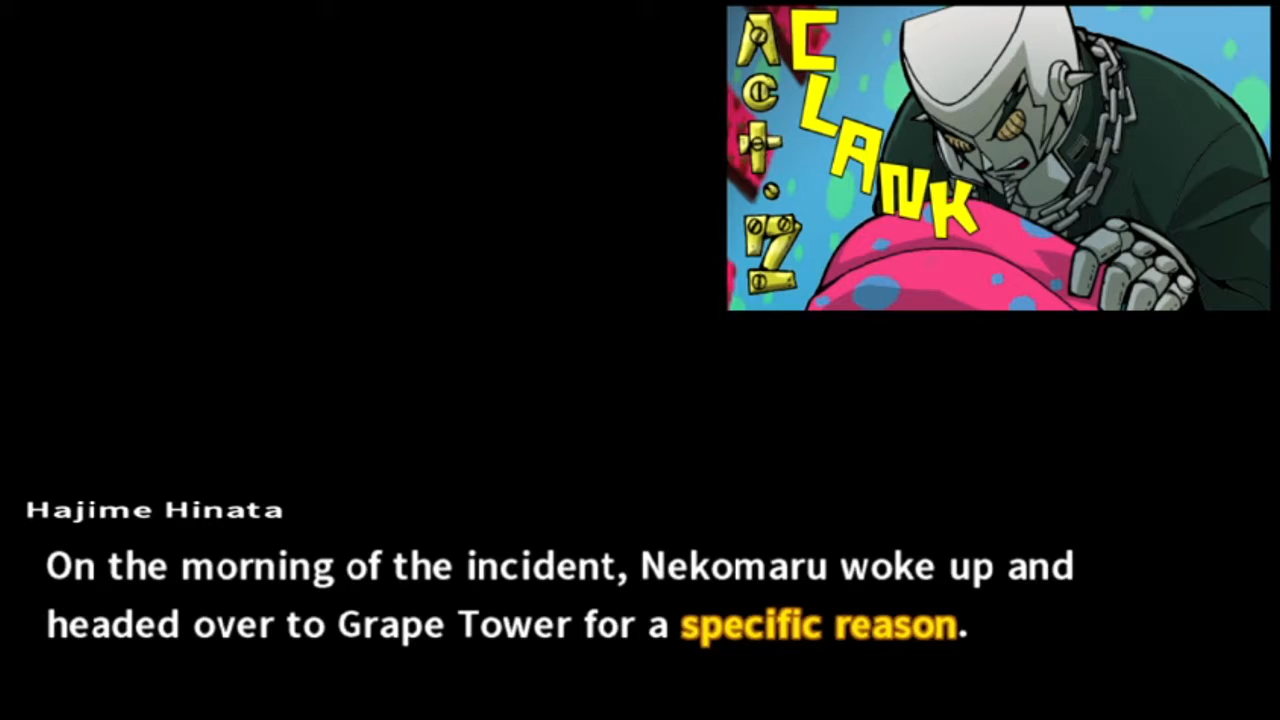 Act.2
CLANK
Hajime Hinata
On the morning of the incident, Nekomaru woke up and
headed over to Grape Tower for a specific reason.